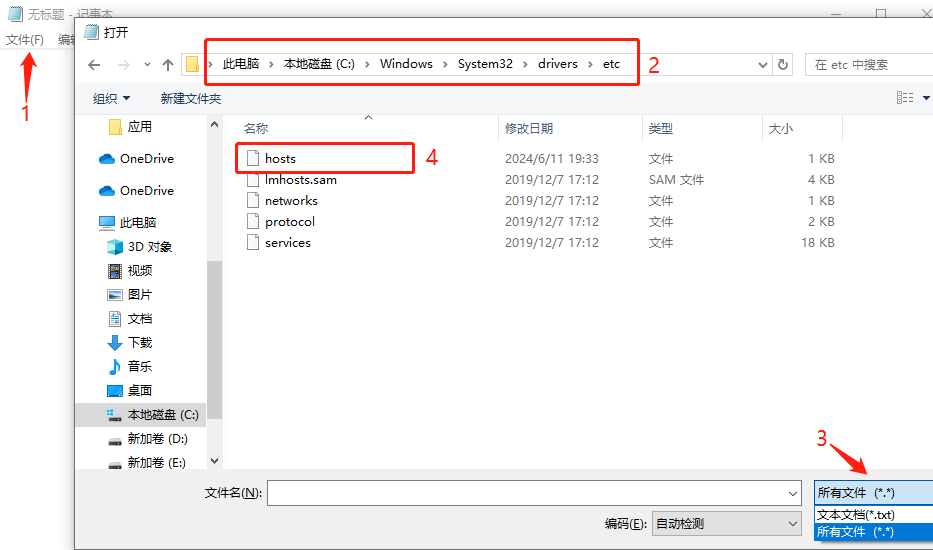 无标题 - 记事本
文件(F) 编辑
打开
1
此电脑 › 本地磁盘 (C:) › Windows › System32 › drivers › etc
2
在 etc 中搜索
组织 新建文件夹
名称 修改日期 类型 大小
应用
OneDrive
OneDrive
此电脑
3D 对象
视频
图片
文档
下载
音乐
桌面
本地磁盘 (C:)
新加卷 (D:)
新加卷 (E:)
hosts 2024/6/11 19:33 文件 1 KB
4
lmhosts.sam 2019/12/7 17:12 SAM 文件 4 KB
networks 2019/12/7 17:12 文件 1 KB
protocol 2019/12/7 17:12 文件 2 KB
services 2019/12/7 17:12 文件 18 KB
3
文件名(N): 所有文件 (*.*)
文本文档(*.txt)
所有文件 (*.*)
编码(E): 自动检测